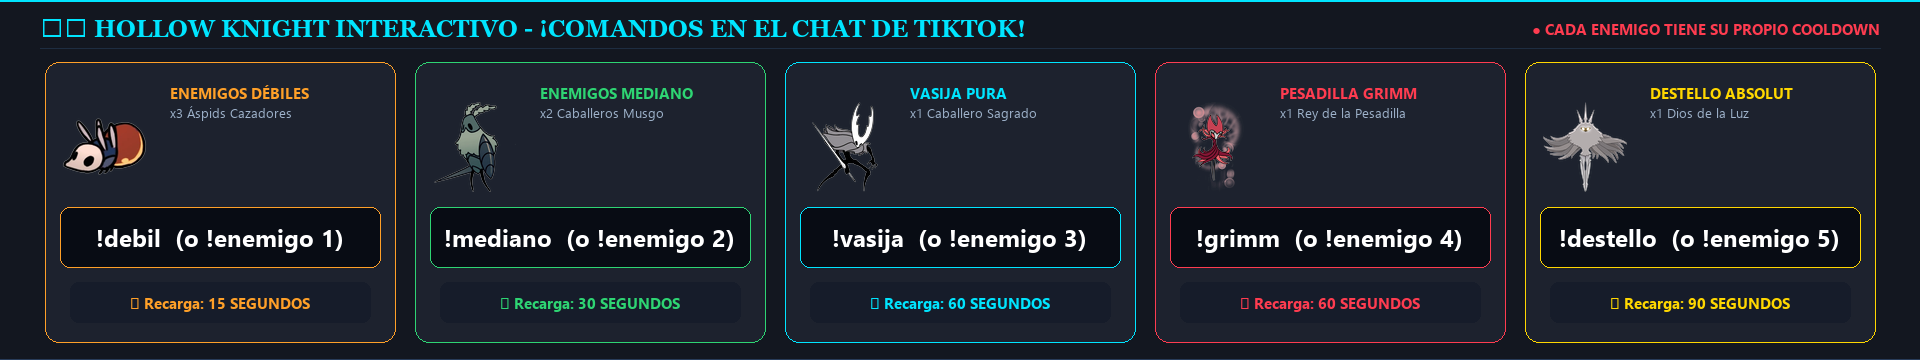 HOLLOW KNIGHT INTERACTIVO - ¡COMANDOS EN EL CHAT DE TIKTOK!
● CADA ENEMIGO TIENE SU PROPIO COOLDOWN
ENEMIGOS DÉBILES
x3 Áspids Cazadores
!debil (o !enemigo 1)
Recarga: 15 SEGUNDOS
ENEMIGOS MEDIANO
x2 Caballeros Musgo
!mediano (o !enemigo 2)
Recarga: 30 SEGUNDOS
VASIJA PURA
x1 Caballero Sagrado
!vasija (o !enemigo 3)
Recarga: 60 SEGUNDOS
PESADILLA GRIMM
x1 Rey de la Pesadilla
!grimm (o !enemigo 4)
Recarga: 60 SEGUNDOS
DESTELLO ABSOLUT
x1 Dios de la Luz
!destello (o !enemigo 5)
Recarga: 90 SEGUNDOS